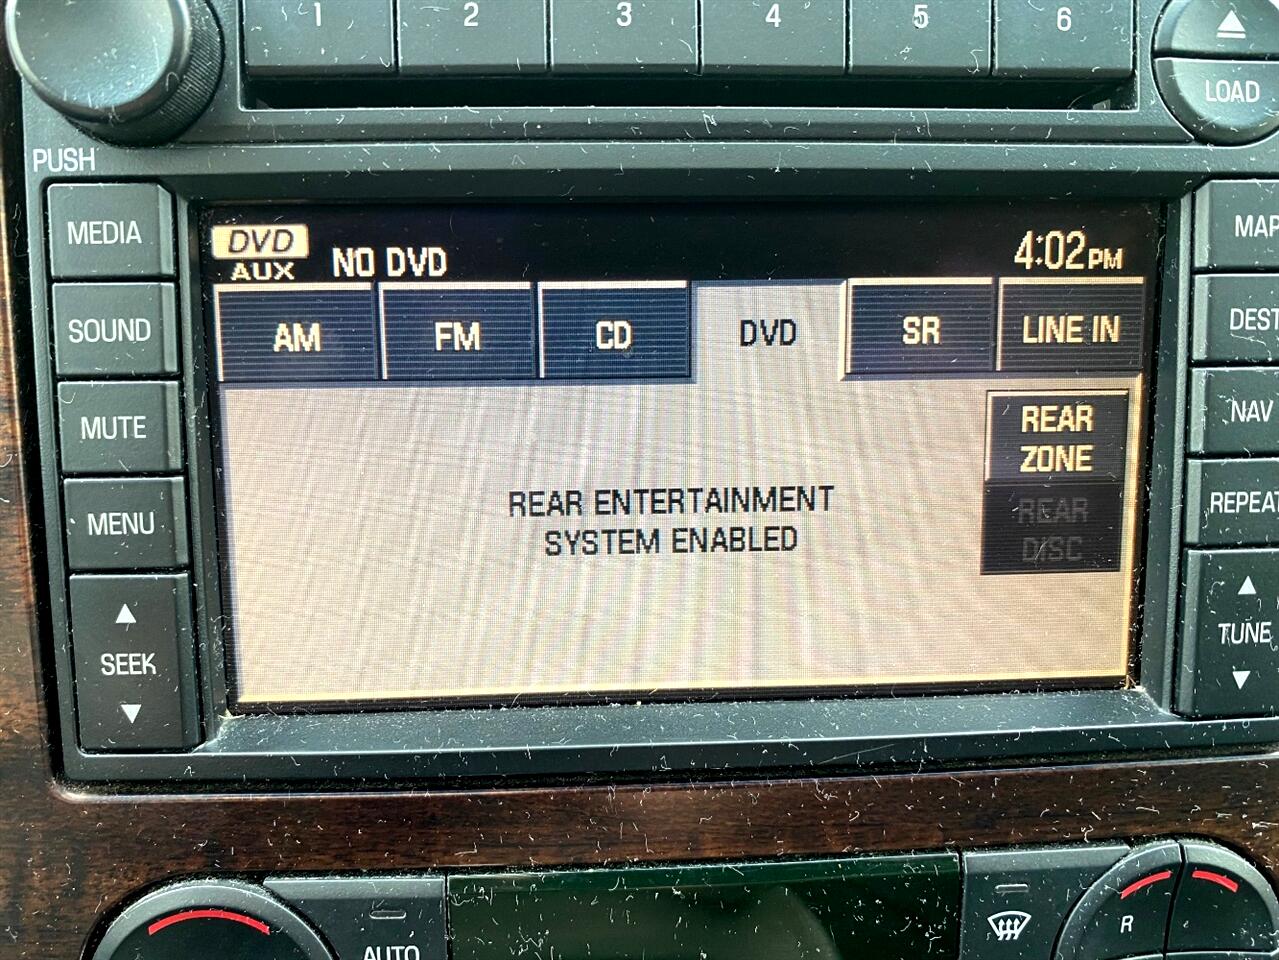 1 2 3 4 5 6
LOAD
PUSH
MEDIA
SOUND
MUTE
MENU
SEEK
DVD
AUX
NO DVD
4:02PM
AM FM CD DVD SR LINE IN
REAR
ZONE
REAR
DISC
REAR ENTERTAINMENT
SYSTEM ENABLED
MAP
DEST
NAV
REPEAT
TUNE
AUTO
R